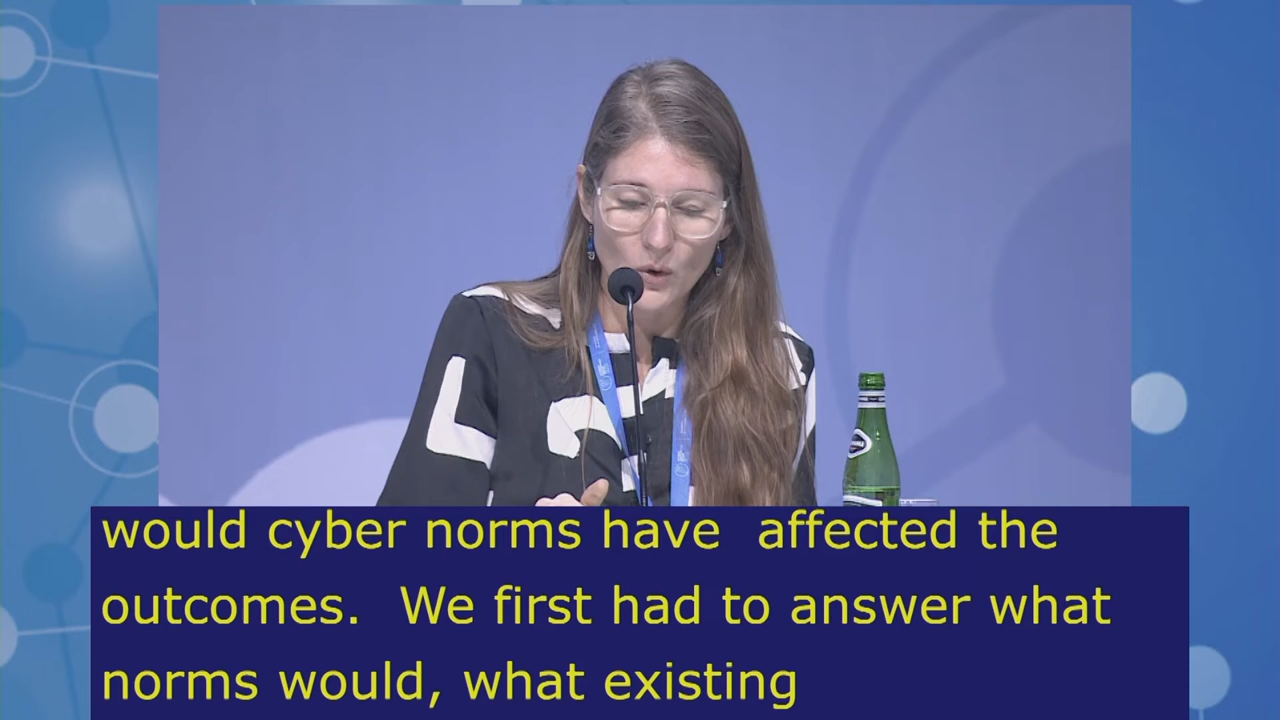 would cyber norms have  affected the
outcomes.  We first had to answer what
norms would, what existing